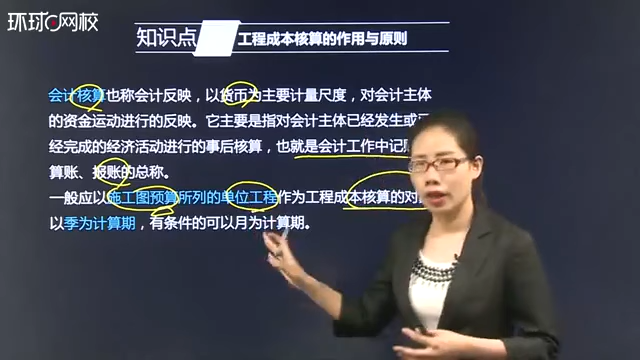 环球网校
知识点
工程成本核算的作用与原则
会计核算也称会计反映，以货币为主要计量尺度，对会计主体
的资金运动进行的反映。它主要是指对会计主体已经发生或已
经完成的经济活动进行的事后核算，也就是会计工作中记
算账、报账的总称。
一般应以施工图预算所列的单位工程作为工程成本核算的对
以季为计算期，有条件的可以月为计算期。